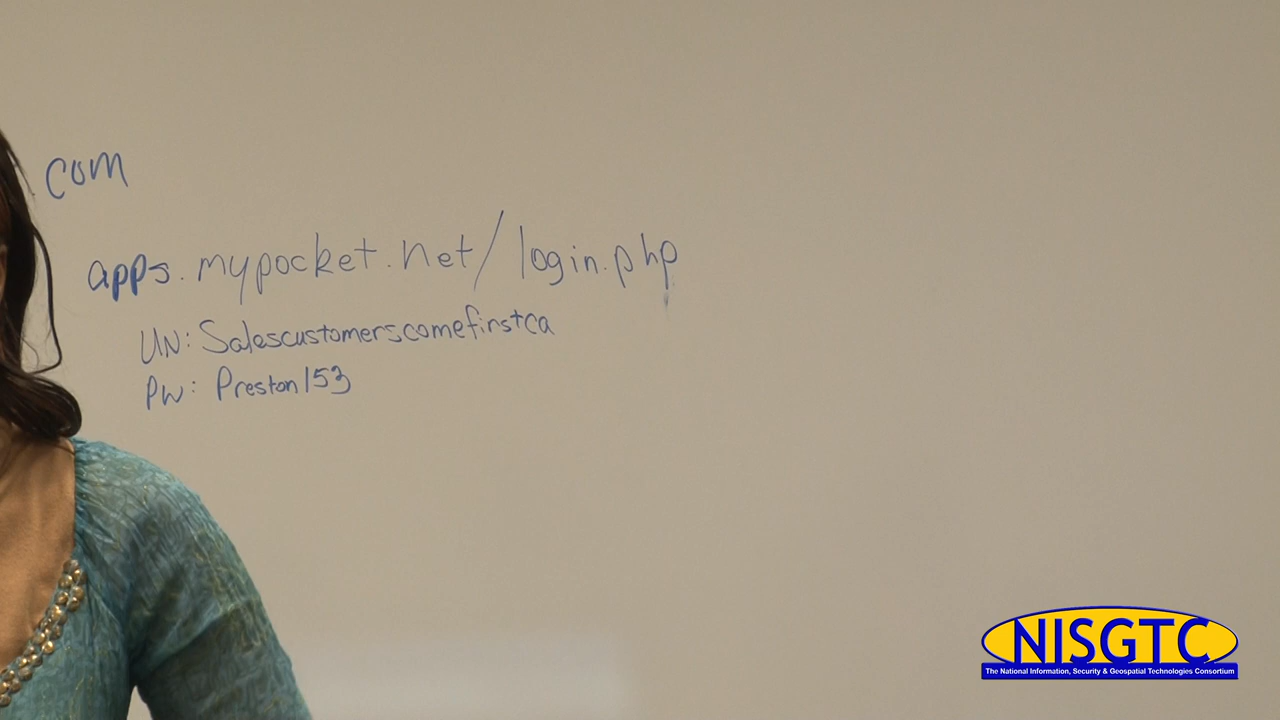 .com
apps.mypocket.net/login.php
UN: Salescustomerscomefirstca
PW: Preston153
NISGTC
The National Information, Security & Geospatial Technologies Consortium